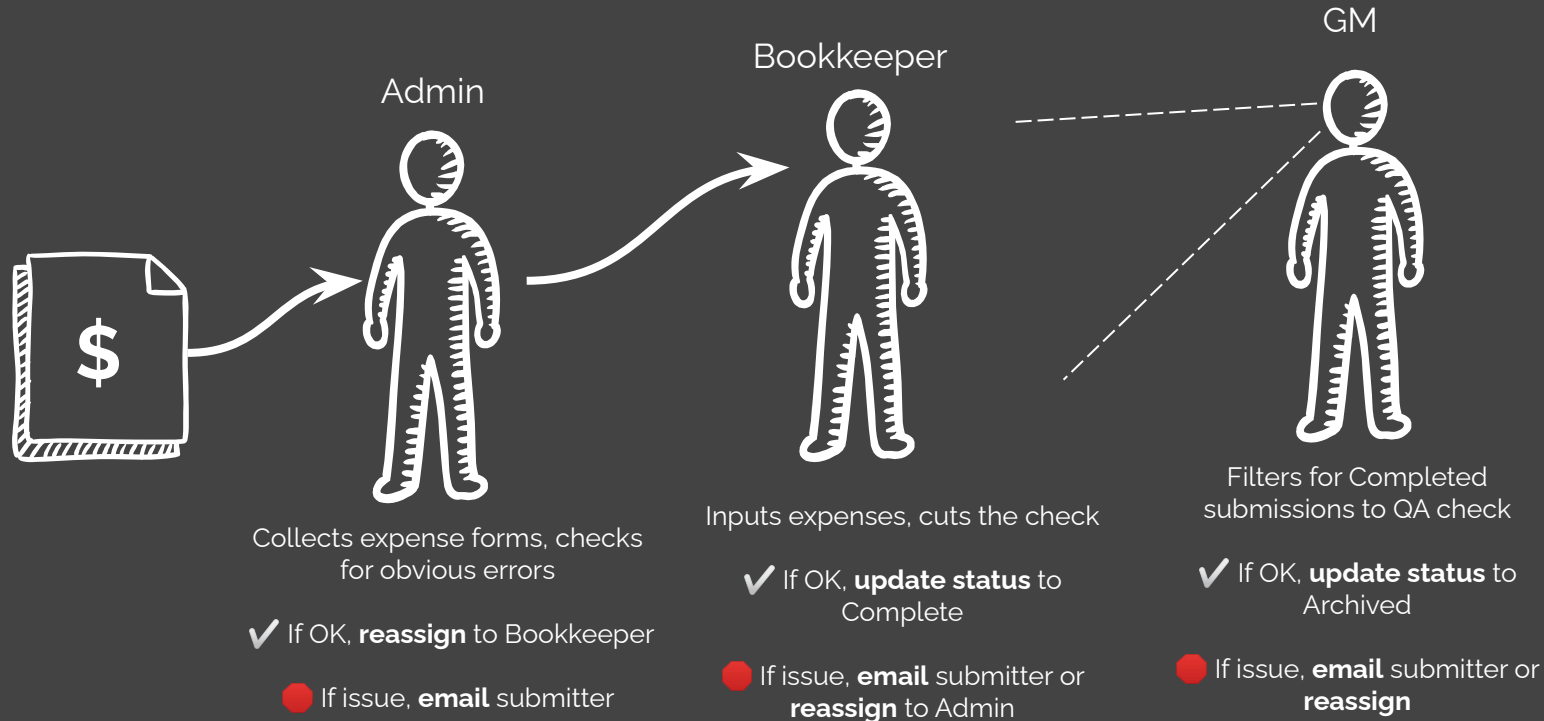 $
Admin
Collects expense forms, checks
for obvious errors
✔ If OK, reassign to Bookkeeper
🛑 If issue, email submitter
Bookkeeper
Inputs expenses, cuts the check
✔ If OK, update status to
Complete
🛑 If issue, email submitter or
reassign to Admin
GM
Filters for Completed
submissions to QA check
✔ If OK, update status to
Archived
🛑 If issue, email submitter or
reassign